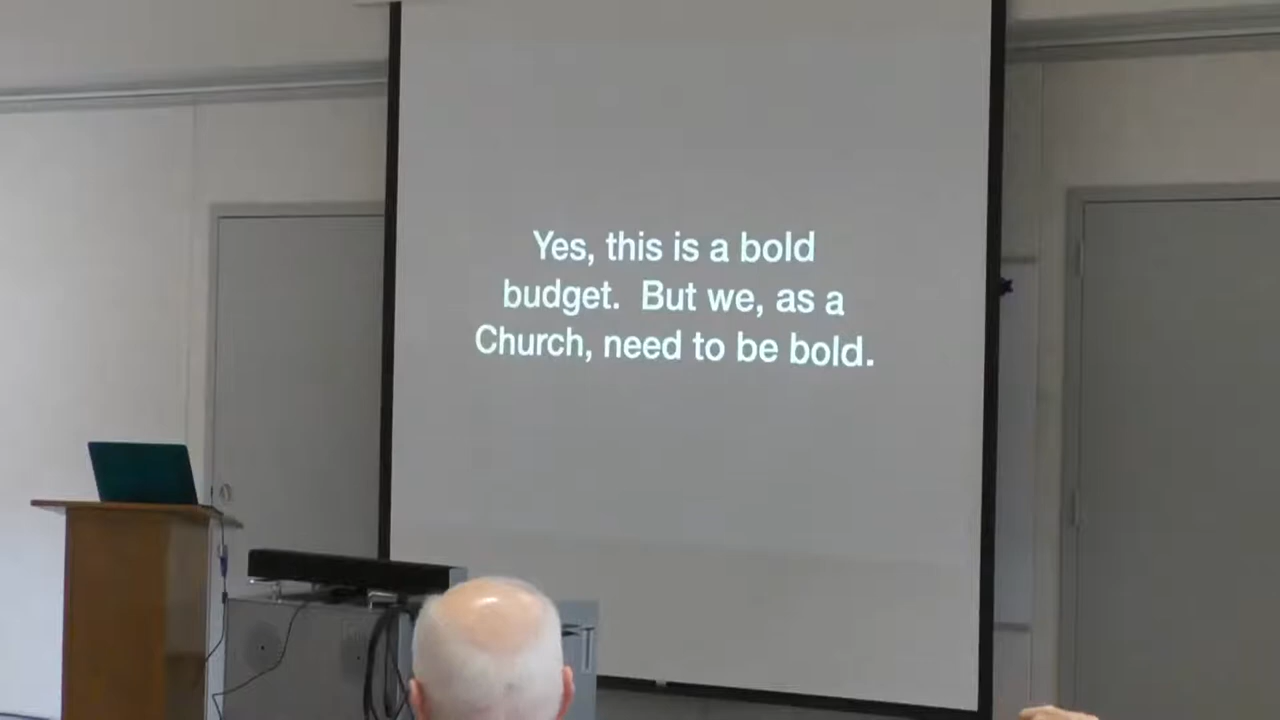 Yes, this is a bold
budget.  But we, as a
Church, need to be bold.